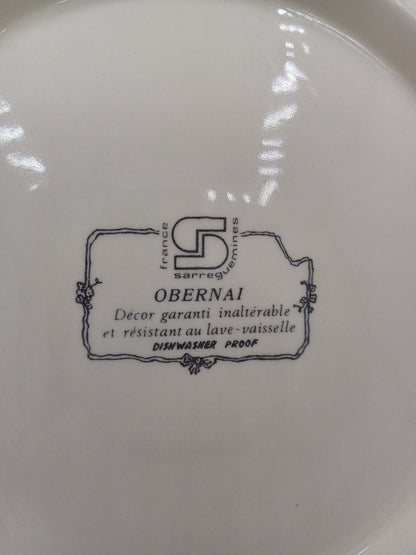 france
S
sarreguemines
OBERNAI
Décor garanti inaltérable
et résistant au lave-vaisselle
DISHWASHER PROOF